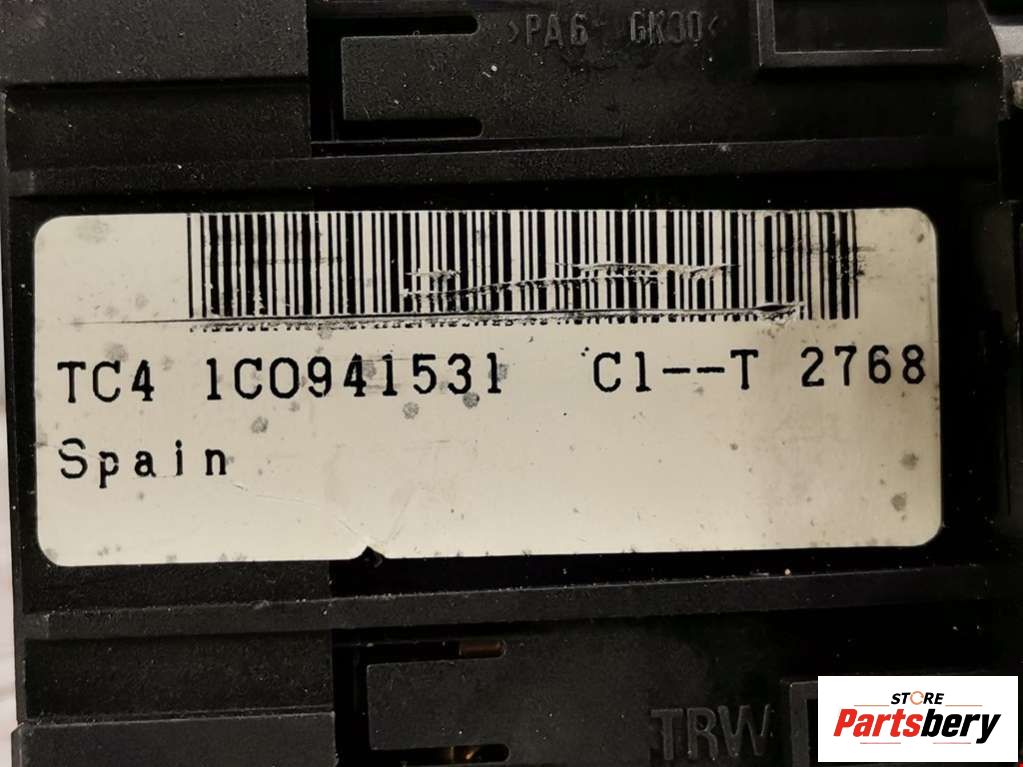 >PA6 GK30<
TC4 1C0941531 C1--T 2768
Spain
TRW
STORE
Partsbery